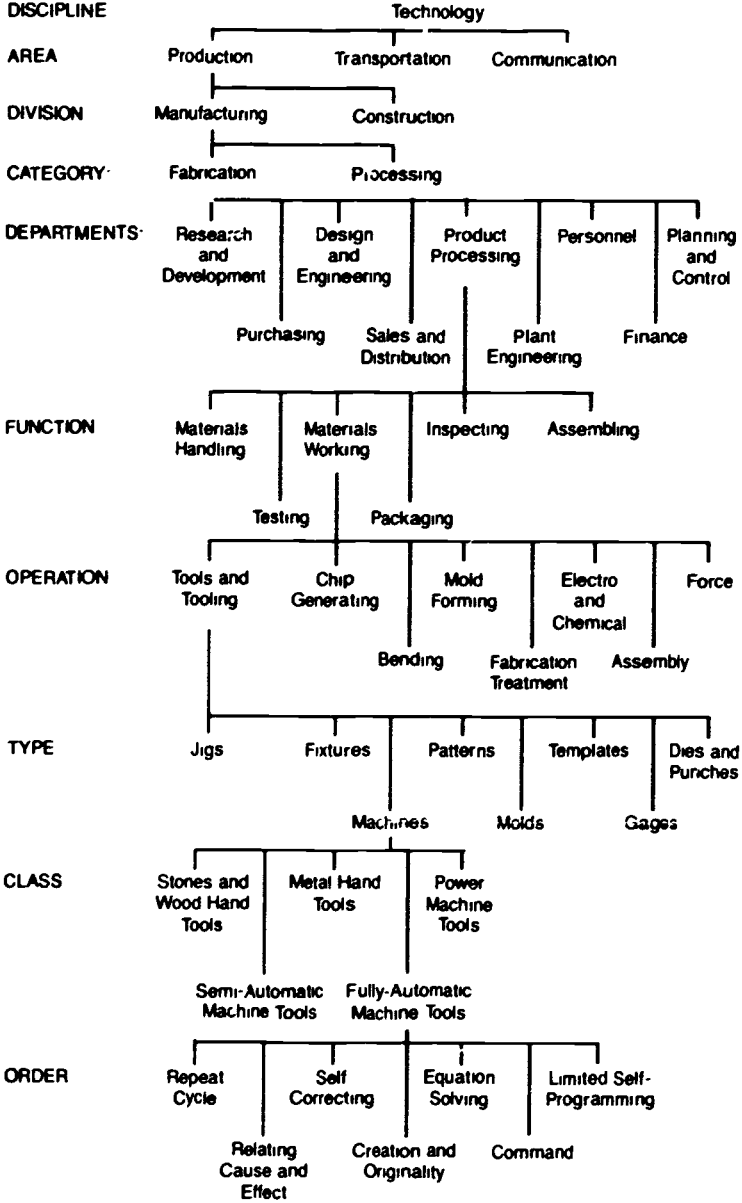 DISCIPLINE Technology
AREA Production Transportation Communication
DIVISION Manufacturing Construction
CATEGORY Fabrication Processing
DEPARTMENTS Research and Development Design and Engineering Product Processing Personnel Planning and Control
Purchasing Sales and Distribution Plant Engineering Finance
FUNCTION Materials Handling Materials Working Inspecting Assembling
Testing Packaging
OPERATION Tools and Tooling Chip Generating Mold Forming Electro and Chemical Force
Bending Fabrication Treatment Assembly
TYPE Jigs Fixtures Patterns Templates Dies and Punches
Machines Molds Gages
CLASS Stones and Wood Hand Tools Metal Hand Tools Power Machine Tools
Semi-Automatic Machine Tools Fully-Automatic Machine Tools
ORDER Repeat Cycle Self Correcting Equation Solving Limited Self-Programming
Relating Cause and Effect Creation and Originality Command